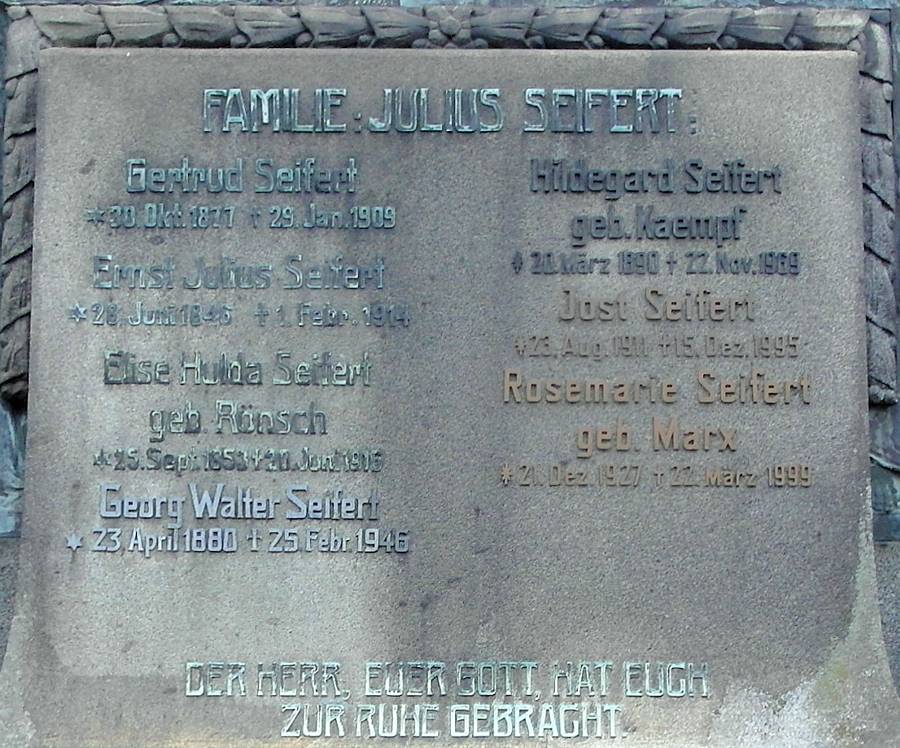 FAMILIE: JULIUS SEIFERT:
Gertrud Seifert
* 30. Okt. 1877 † 29. Jan. 1909
Ernst Julius Seifert
* 28. Juni 1846 † 1. Febr. 1914
Elise Hulda Seifert
geb. Rönsch
* 25. Sept. 1853 † 20. Juni 1916
Georg Walter Seifert
* 23. April 1880 † 25. Febr. 1946
Hildegard Seifert
geb. Kaempf
* 20. März 1890 † 22. Nov. 1969
Jost Seifert
* 23. Aug. 1911 † 15. Dez. 1995
Rosemarie Seifert
geb. Marx
* 21. Dez. 1927 † 22. März 1999
DER HERR, EUER GOTT, HAT EUCH
ZUR RUHE GEBRACHT.